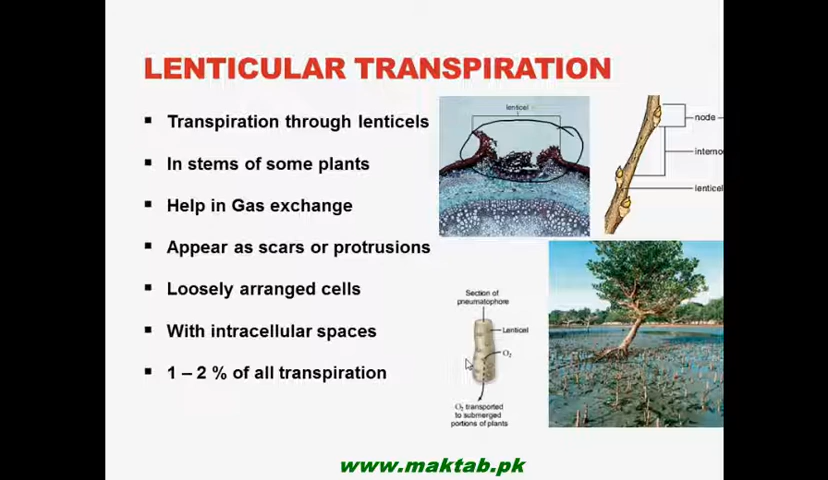 LENTICULAR TRANSPIRATION
Transpiration through lenticels
In stems of some plants
Help in Gas exchange
Appear as scars or protrusions
Loosely arranged cells
With intracellular spaces
1 – 2 % of all transpiration
lenticel
node
interno
lenticel
Section of
pneumatophore
Lenticel
O₂
O₂ transported
to submerged
portions of plants
www.maktab.pk